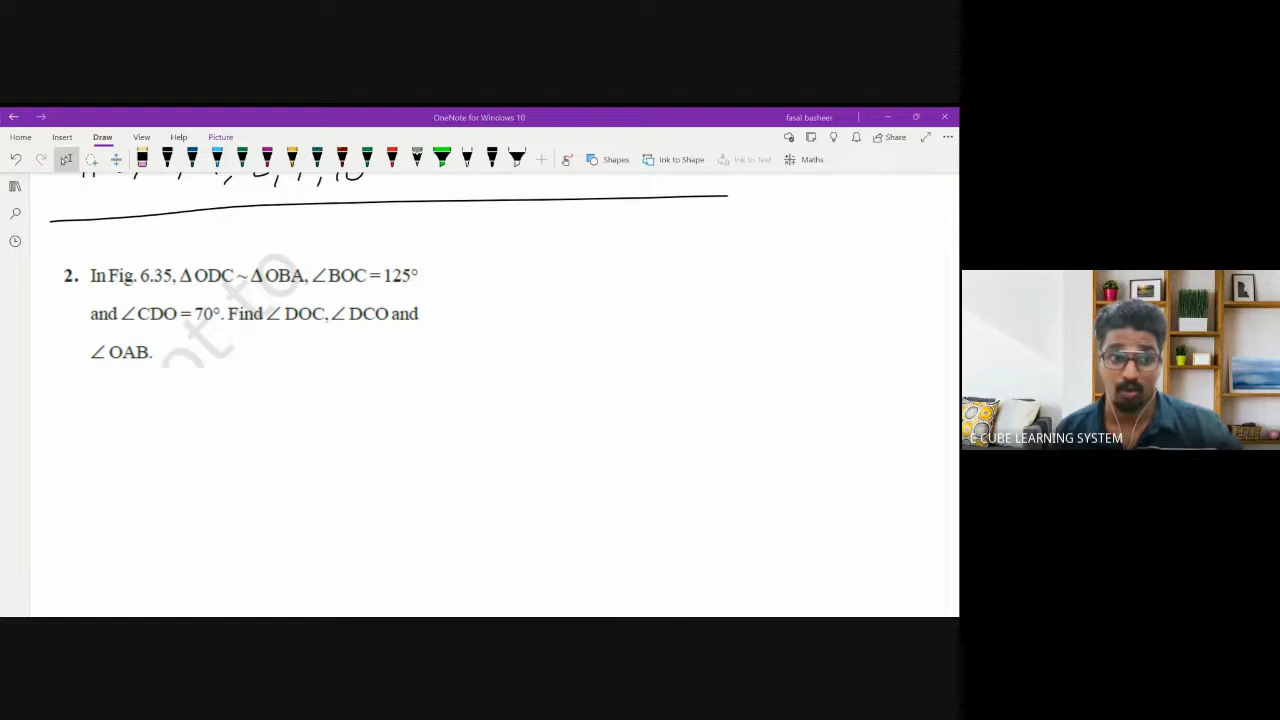 OneNote for Windows 10
fasal basheer
Home Insert Draw View Help Picture
Share
Shapes Ink to Shape Ink to Text Maths
2. In Fig. 6.35, Δ ODC ~ Δ OBA, ∠ BOC = 125°
and ∠ CDO = 70°. Find ∠ DOC, ∠ DCO and
∠ OAB.
E CUBE LEARNING SYSTEM